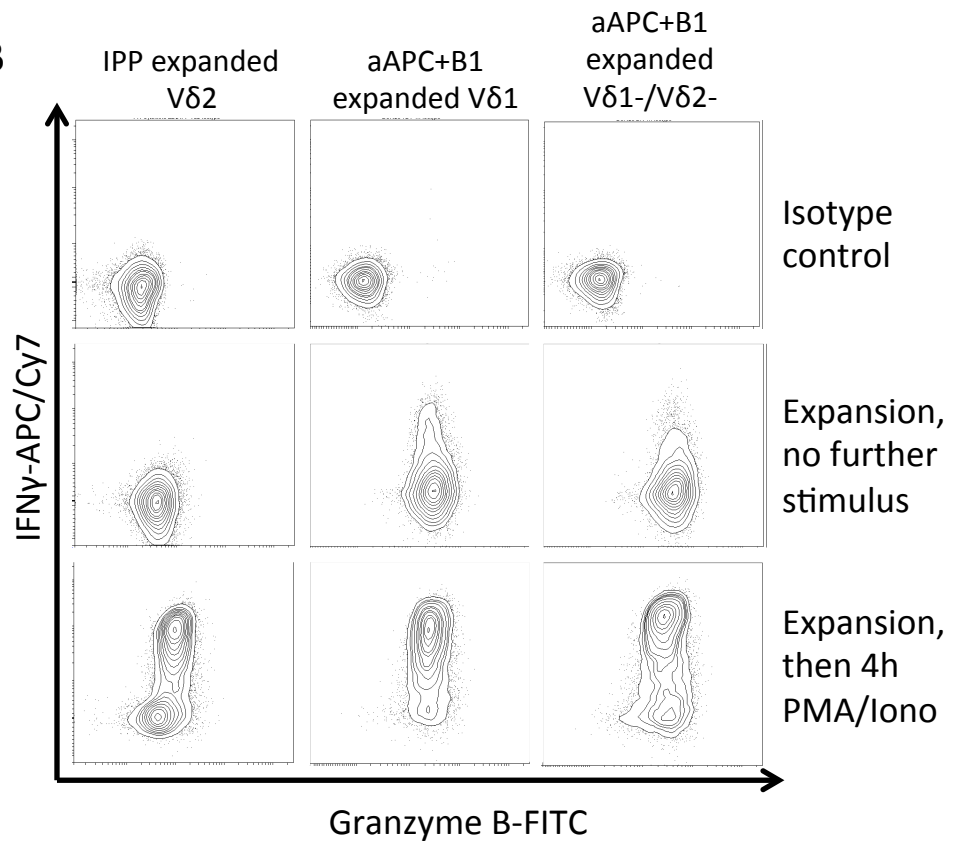 B
IPP expanded
Vδ2
aAPC+B1
expanded Vδ1
aAPC+B1
expanded
Vδ1-/Vδ2-
Isotype
control
Expansion,
no further
stimulus
Expansion,
then 4h
PMA/Iono
IFNγ-APC/Cy7
Granzyme B-FITC